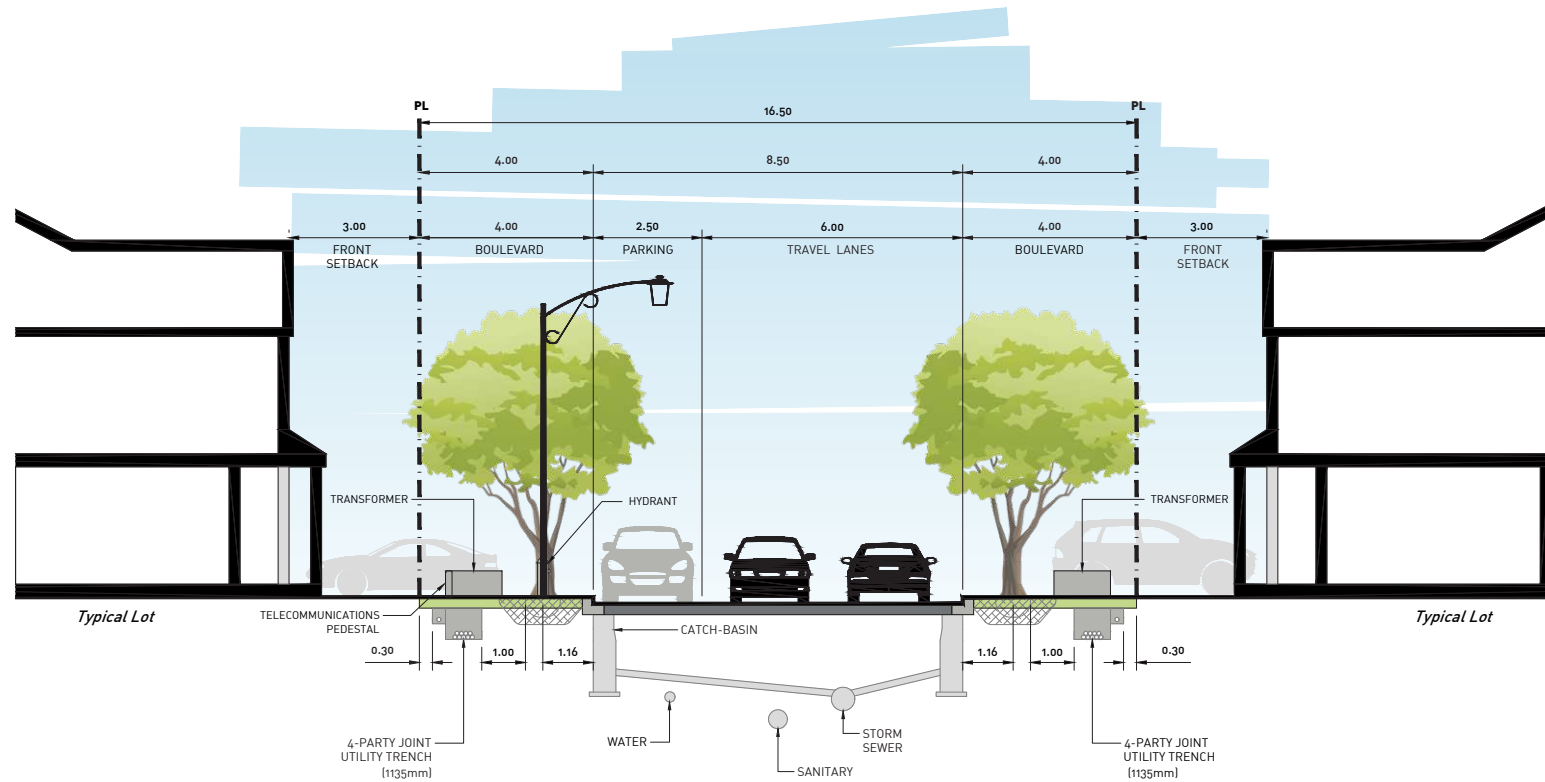 PL
PL
16.50
4.00
8.50
4.00
3.00
4.00
2.50
6.00
4.00
3.00
FRONT
SETBACK
BOULEVARD
PARKING
TRAVEL LANES
BOULEVARD
FRONT
SETBACK
TRANSFORMER
HYDRANT
TRANSFORMER
Typical Lot
TELECOMMUNICATIONS
PEDESTAL
CATCH-BASIN
Typical Lot
0.30
1.00
1.16
1.16
1.00
0.30
4-PARTY JOINT
UTILITY TRENCH
(1135mm)
WATER
SANITARY
STORM
SEWER
4-PARTY JOINT
UTILITY TRENCH
(1135mm)